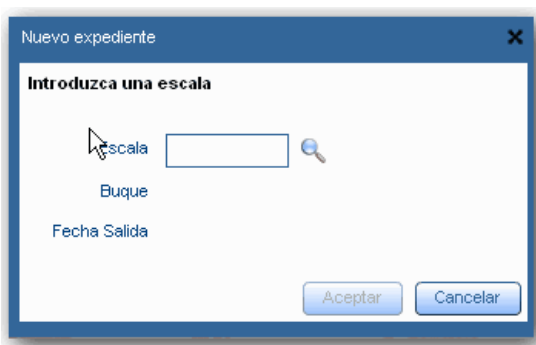 Nuevo expediente
Introduzca una escala
Escala
Buque
Fecha Salida
Aceptar Cancelar